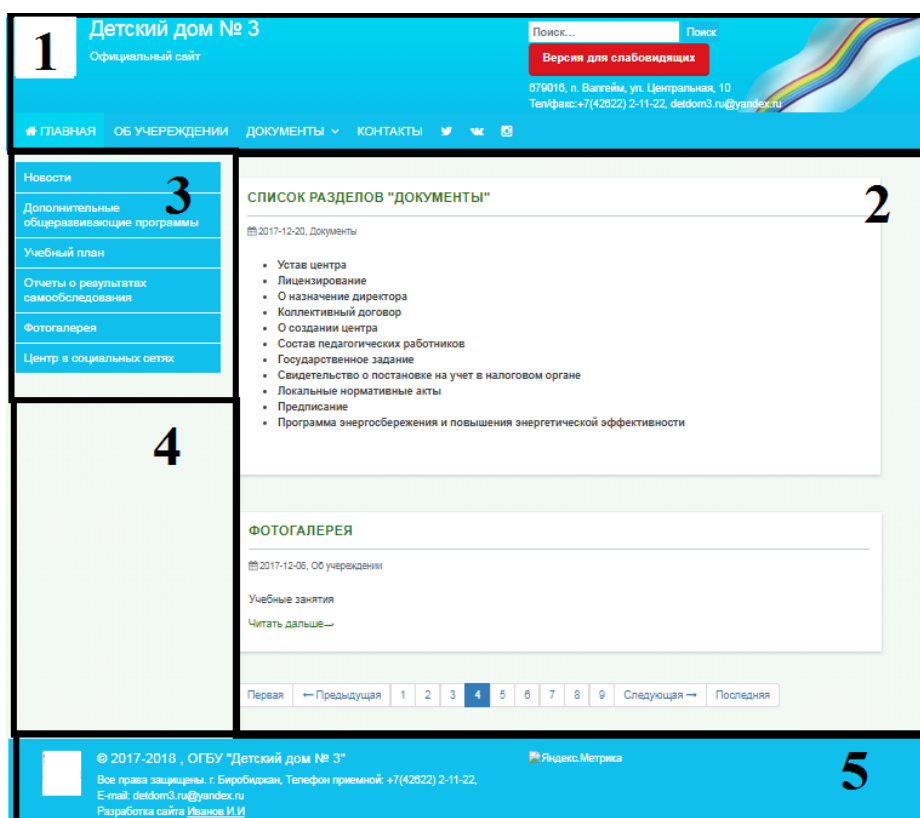 1
Детский дом № 3
Официальный сайт
Поиск...
Поиск
Версия для слабовидящих
679016, п. Валгейм, ул. Центральная, 10
Тел/факс:+7(42622) 2-11-22, detdom3.ru@yandex.ru
ГЛАВНАЯ ОБ УЧЕРЕЖДЕНИИ ДОКУМЕНТЫ КОНТАКТЫ
3
Новости
Дополнительные
общеразвивающие программы
Учебный план
Отчеты о результатах
самообследования
Фотогалерея
Центр в социальных сетях
4
2
СПИСОК РАЗДЕЛОВ "ДОКУМЕНТЫ"
2017-12-20, Документы
Устав центра
Лицензирование
О назначение директора
Коллективный договор
О создании центра
Состав педагогических работников
Государственное задание
Свидетельство о постановке на учет в налоговом органе
Локальные нормативные акты
Предписание
Программа энергосбережения и повышения энергетической эффективности
ФОТОГАЛЕРЕЯ
2017-12-06, Об учереждении
Учебные занятия
Читать дальше→
Первая ←Предыдущая 1 2 3 4 5 6 7 8 9 Следующая→ Последняя
© 2017-2018 , ОГБУ "Детский дом № 3"
Все права защищены. г. Биробиджан, Телефон приемной: +7(42622) 2-11-22,
E-mail: detdom3.ru@yandex.ru
Разработка сайта Иванов И.И
Яндекс.Метрика
5